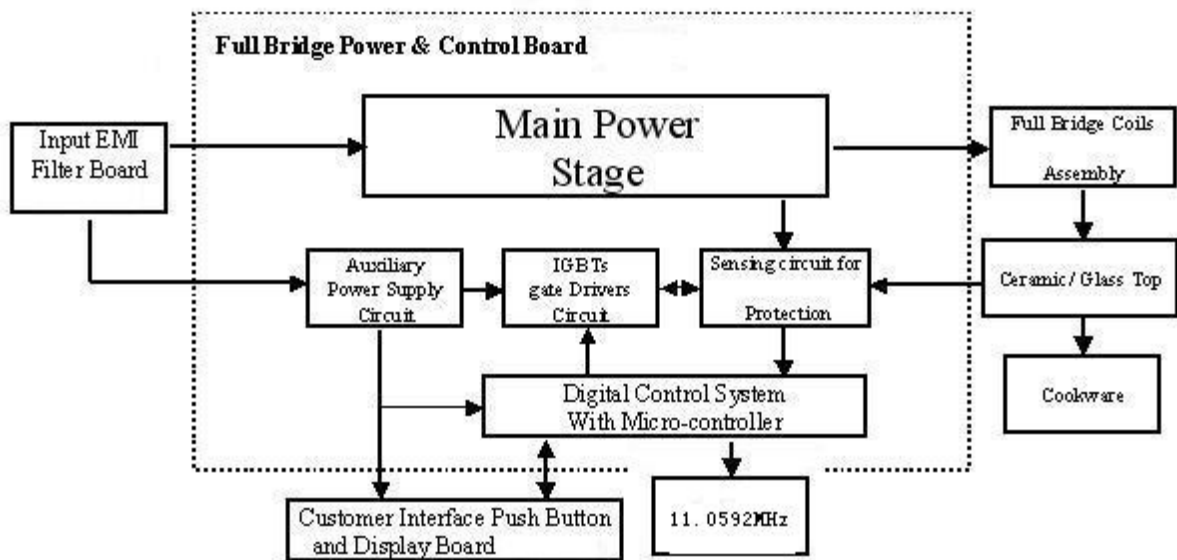 Full Bridge Power & Control Board
Main Power
Stage
Input EMI
Filter Board
Full Bridge Coils
Assembly
Auxiliary
Power Supply
Circuit
IGBTs
gate Drivers
Circuit
Sensing circuit for
Protection
Ceramic / Glass Top
Digital Control System
With Micro-controller
Cookware
Customer Interface Push Button
and Display Board
11.0592MHz